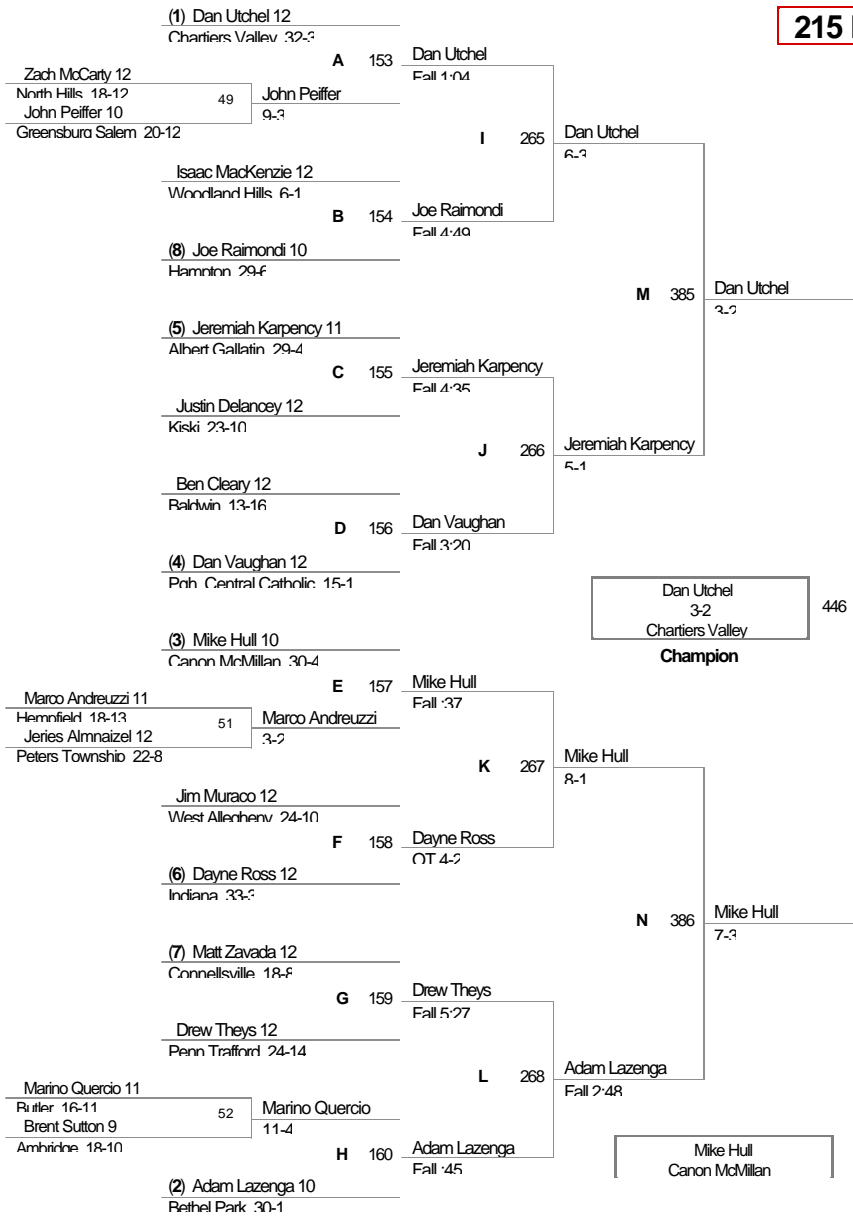 (1) Dan Utchel 12
215
Chartiers Valley 32-3
A 153 Dan Utchel
Fall 1:04
Zach McCarty 12
North Hills 18-12
49 John Peiffer
9-3
John Peiffer 10
Greensburg Salem 20-12
I 265 Dan Utchel
6-3
Isaac MacKenzie 12
Woodland Hills 6-1
B 154 Joe Raimondi
Fall 4:49
(8) Joe Raimondi 10
Hampton 29-6
M 385 Dan Utchel
3-2
(5) Jeremiah Karpency 11
Albert Gallatin 29-4
C 155 Jeremiah Karpency
Fall 4:35
Justin Delancey 12
Kiski 23-10
J 266 Jeremiah Karpency
5-1
Ben Cleary 12
Baldwin 13-16
D 156 Dan Vaughan
Fall 3:20
(4) Dan Vaughan 12
Pgh. Central Catholic 15-1
Dan Utchel
3-2
Chartiers Valley
446
Champion
(3) Mike Hull 10
Canon McMillan 30-4
E 157 Mike Hull
Fall :37
Marco Andreuzzi 11
Hempfield 18-13
51 Marco Andreuzzi
3-2
Jeries Almnaizel 12
Peters Township 22-8
K 267 Mike Hull
8-1
Jim Muraco 12
West Allegheny 24-10
F 158 Dayne Ross
OT 4-2
(6) Dayne Ross 12
Indiana 33-3
N 386 Mike Hull
7-3
(7) Matt Zavada 12
Connellsville 18-8
G 159 Drew Theys
Fall 5:27
Drew Theys 12
Penn Trafford 24-14
L 268 Adam Lazenga
Fall 2:48
Marino Quercio 11
Butler 16-11
52 Marino Quercio
11-4
Brent Sutton 9
Ambridge 18-10
H 160 Adam Lazenga
Fall :45
(2) Adam Lazenga 10
Bethel Park 30-1
Mike Hull
Canon McMillan